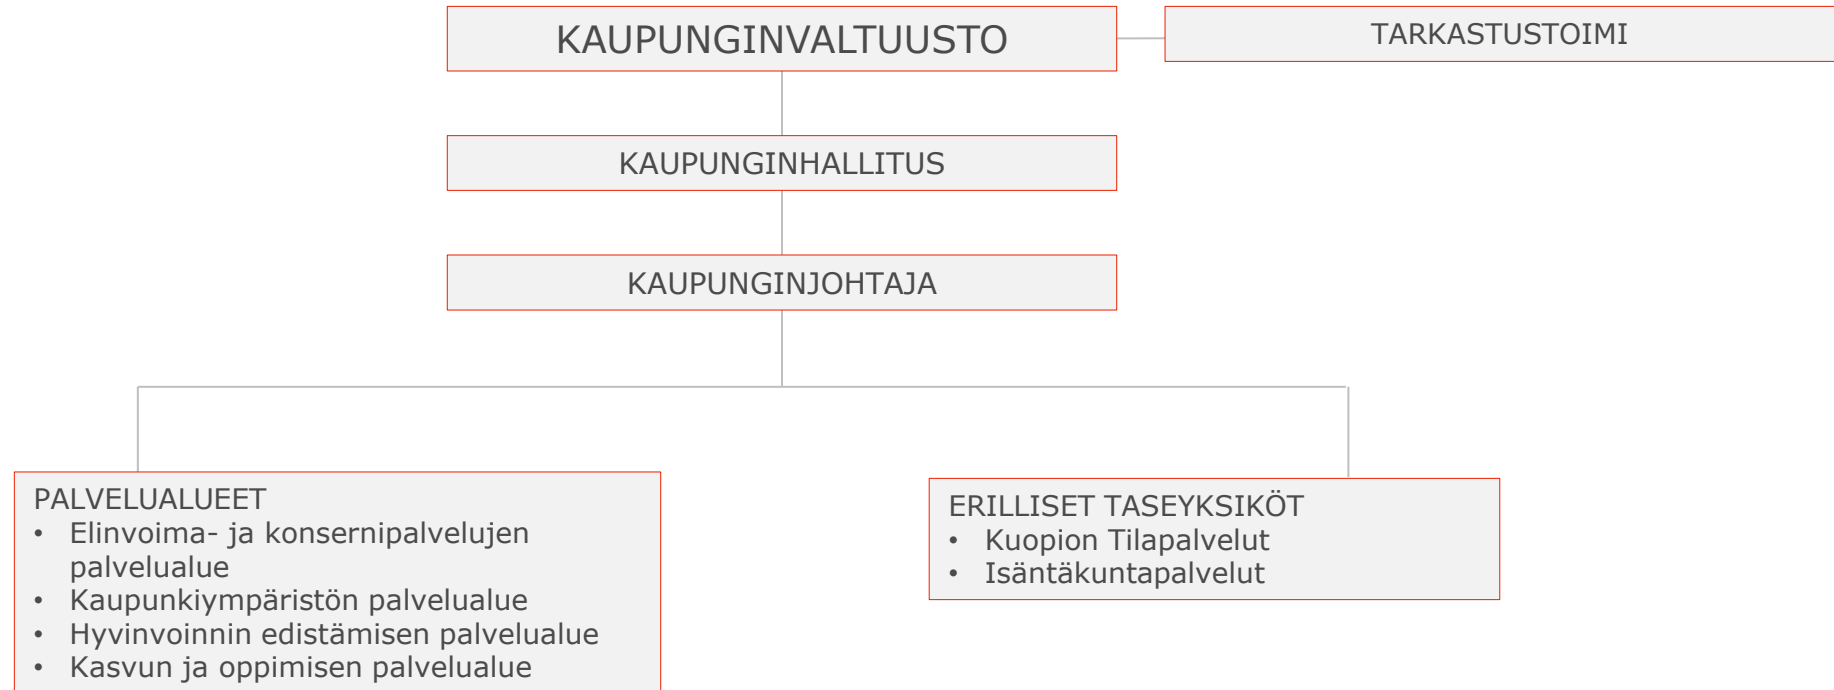 KAUPUNGINVALTUUSTO
TARKASTUSTOIMI
KAUPUNGINHALLITUS
KAUPUNGINJOHTAJA
PALVELUALUEET
• Elinvoima- ja konsernipalvelujen
palvelualue
• Kaupunkiympäristön palvelualue
• Hyvinvoinnin edistämisen palvelualue
• Kasvun ja oppimisen palvelualue
ERILLISET TASEYKSIKÖT
• Kuopion Tilapalvelut
• Isäntäkuntapalvelut